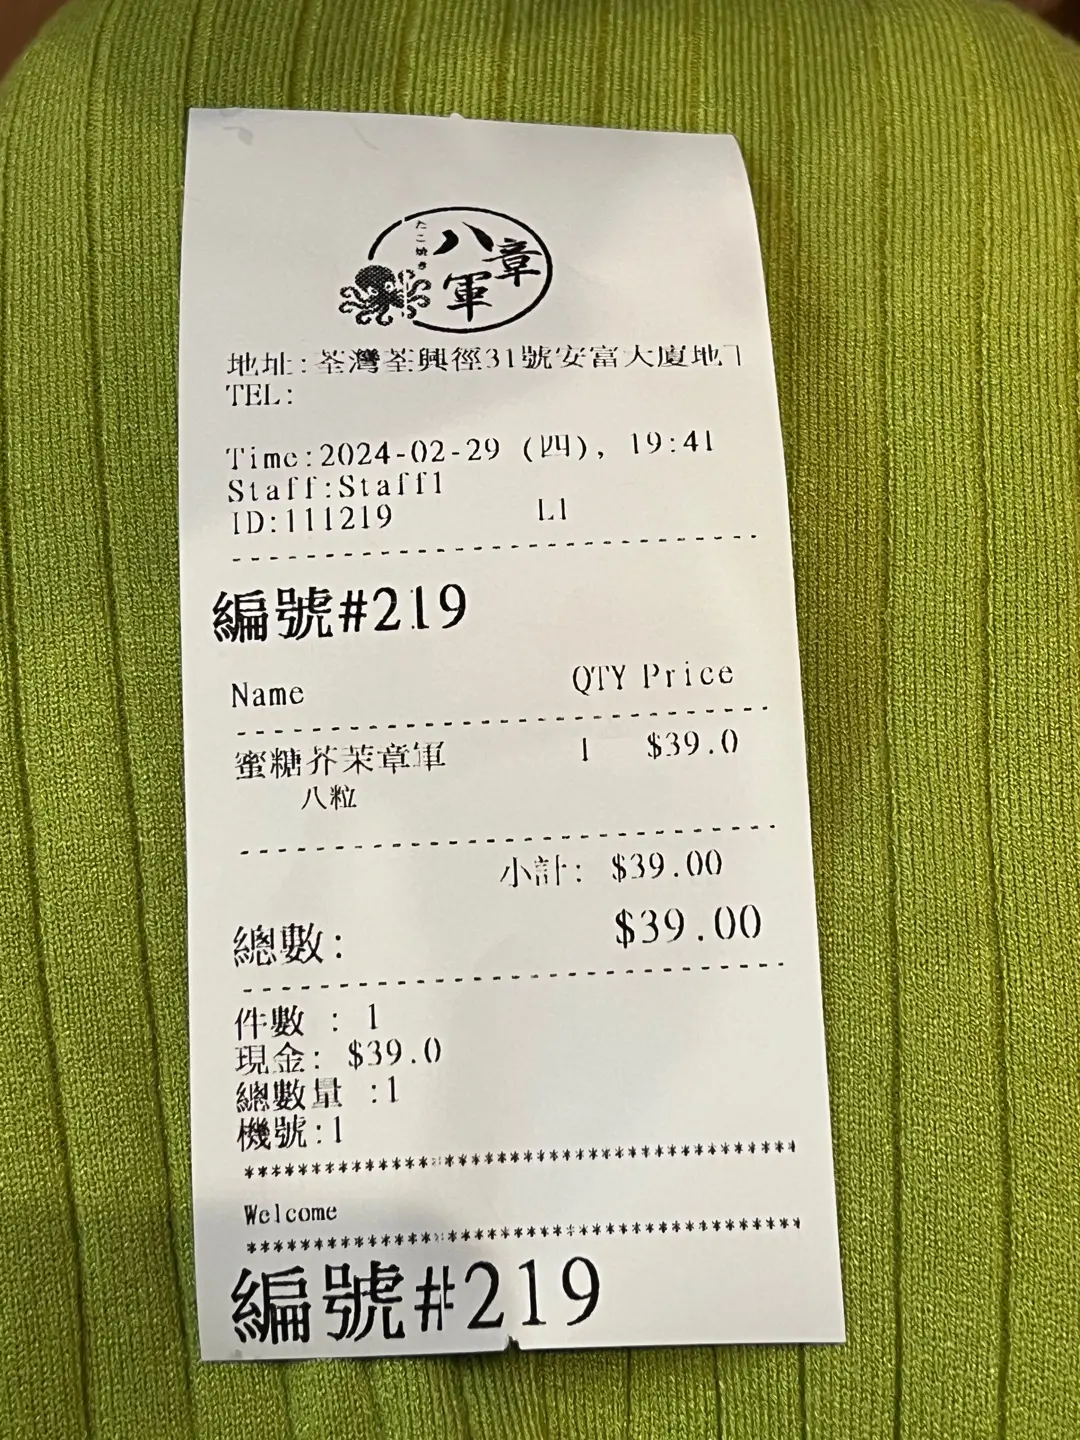 たこ焼き
八章軍
地址:荃灣荃興徑31號安富大廈地下
TEL:
Time:2024-02-29 (四), 19:41
Staff:Staff1
ID:111219 L1
編號#219
Name QTY Price
蜜糖芥茉章軍 1 $39.0
八粒
小計: $39.00
總數: $39.00
件數 : 1
現金: $39.0
總數量 :1
機號:1
****************************************
Welcome
****************************************
編號#219